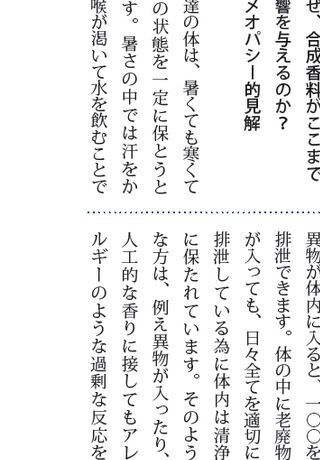 ぜ、合成香料がここまで
響を与えるのか？
メオパシー的見解
達の体は、暑くても寒くて
の状態を一定に保とうと
す。暑さの中では汗をか
喉が渇いて水を飲むことで
異物が体内に入ると、一〇〇を
排泄できます。体の中に老廃物
が入っても、日々全てを適切に
排泄している為に体内は清浄
に保たれています。そのよう
な方は、例え異物が入ったり、
人工的な香りに接してもアレ
ルギーのような過剰な反応を